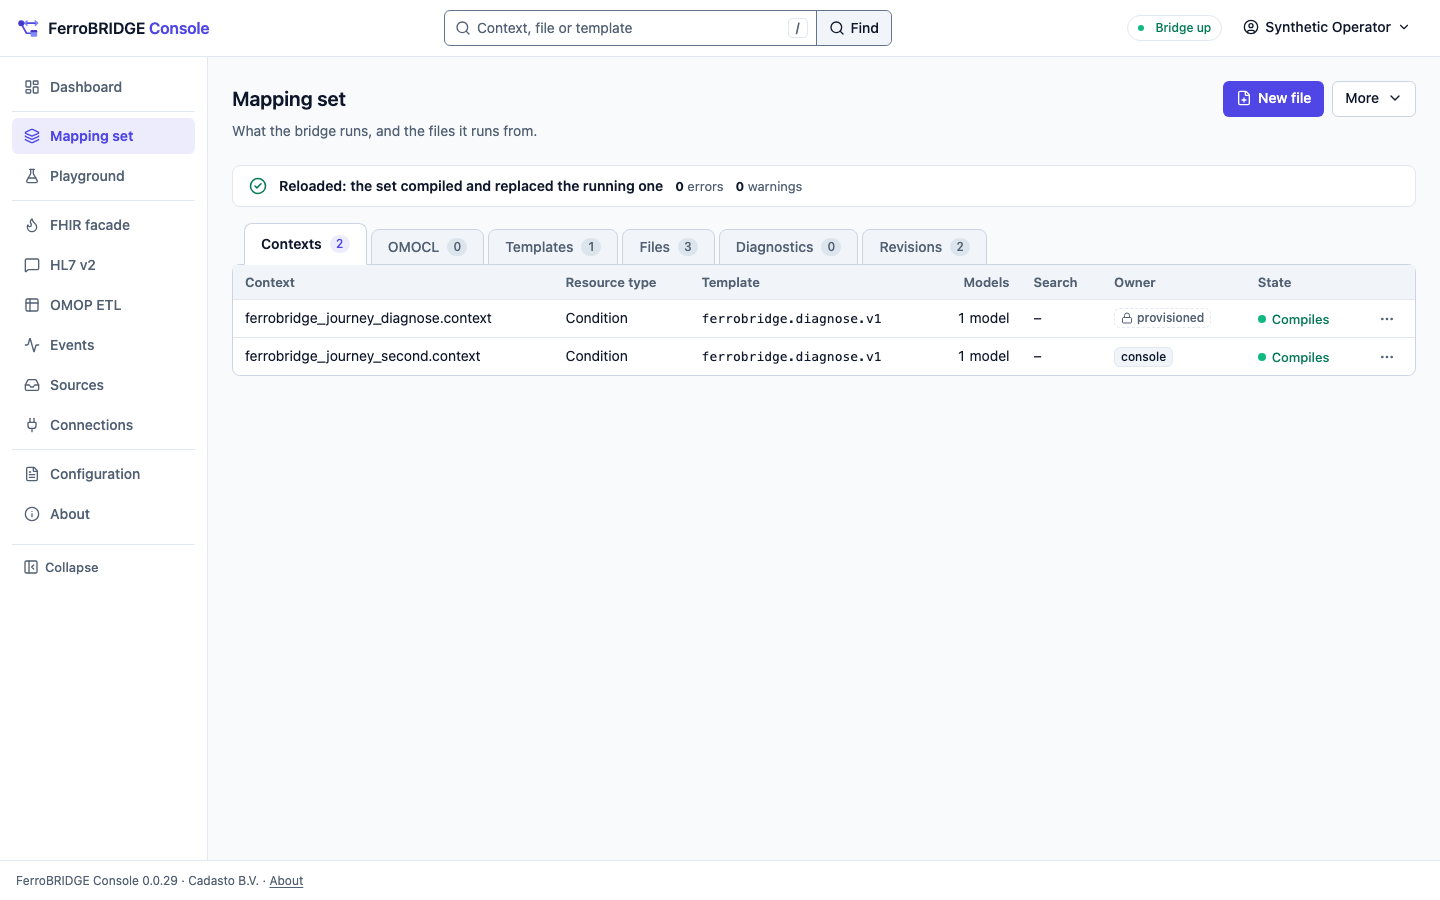 FerroBRIDGE Console
Context, file or template
/
Find
Bridge up
Synthetic Operator
Dashboard
Mapping set
Playground
FHIR facade
HL7 v2
OMOP ETL
Events
Sources
Connections
Configuration
About
Collapse
Mapping set
New file
More
What the bridge runs, and the files it runs from.
Reloaded: the set compiled and replaced the running one 0 errors 0 warnings
Contexts 2
OMOCL 0
Templates 1
Files 3
Diagnostics 0
Revisions 2
Context Resource type Template Models Search Owner State
ferrobridge_journey_diagnose.context Condition ferrobridge.diagnose.v1 1 model – provisioned Compiles ...
ferrobridge_journey_second.context Condition ferrobridge.diagnose.v1 1 model – console Compiles ...
FerroBRIDGE Console 0.0.29 · Cadasto B.V. · About